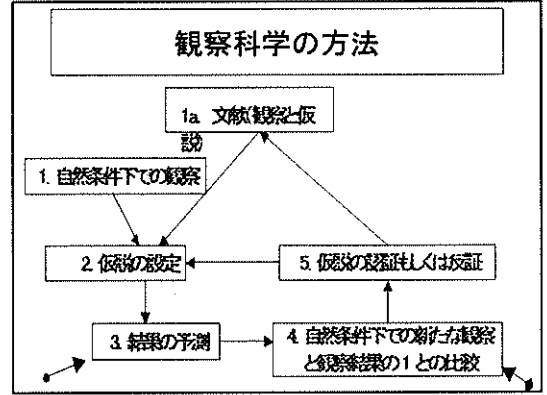 観察科学の方法
1a. 文献(観察と仮
説)
1. 自然条件下での観察
2. 仮説の設定
5. 仮説の認証もしくは反証
3. 結果の予測
4. 自然条件下での新たな観察
と観察結果の1との比較